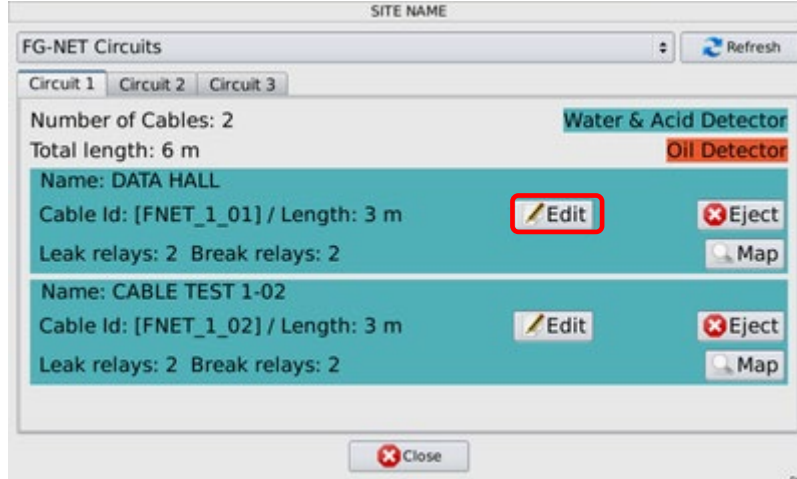 SITE NAME
FG-NET Circuits
Refresh
Circuit 1 Circuit 2 Circuit 3
Number of Cables: 2 Water & Acid Detector
Total length: 6 m Oil Detector
Name: DATA HALL
Cable Id: [FNET_1_01] / Length: 3 m Edit Eject
Leak relays: 2 Break relays: 2 Map
Name: CABLE TEST 1-02
Cable Id: [FNET_1_02] / Length: 3 m Edit Eject
Leak relays: 2 Break relays: 2 Map
Close